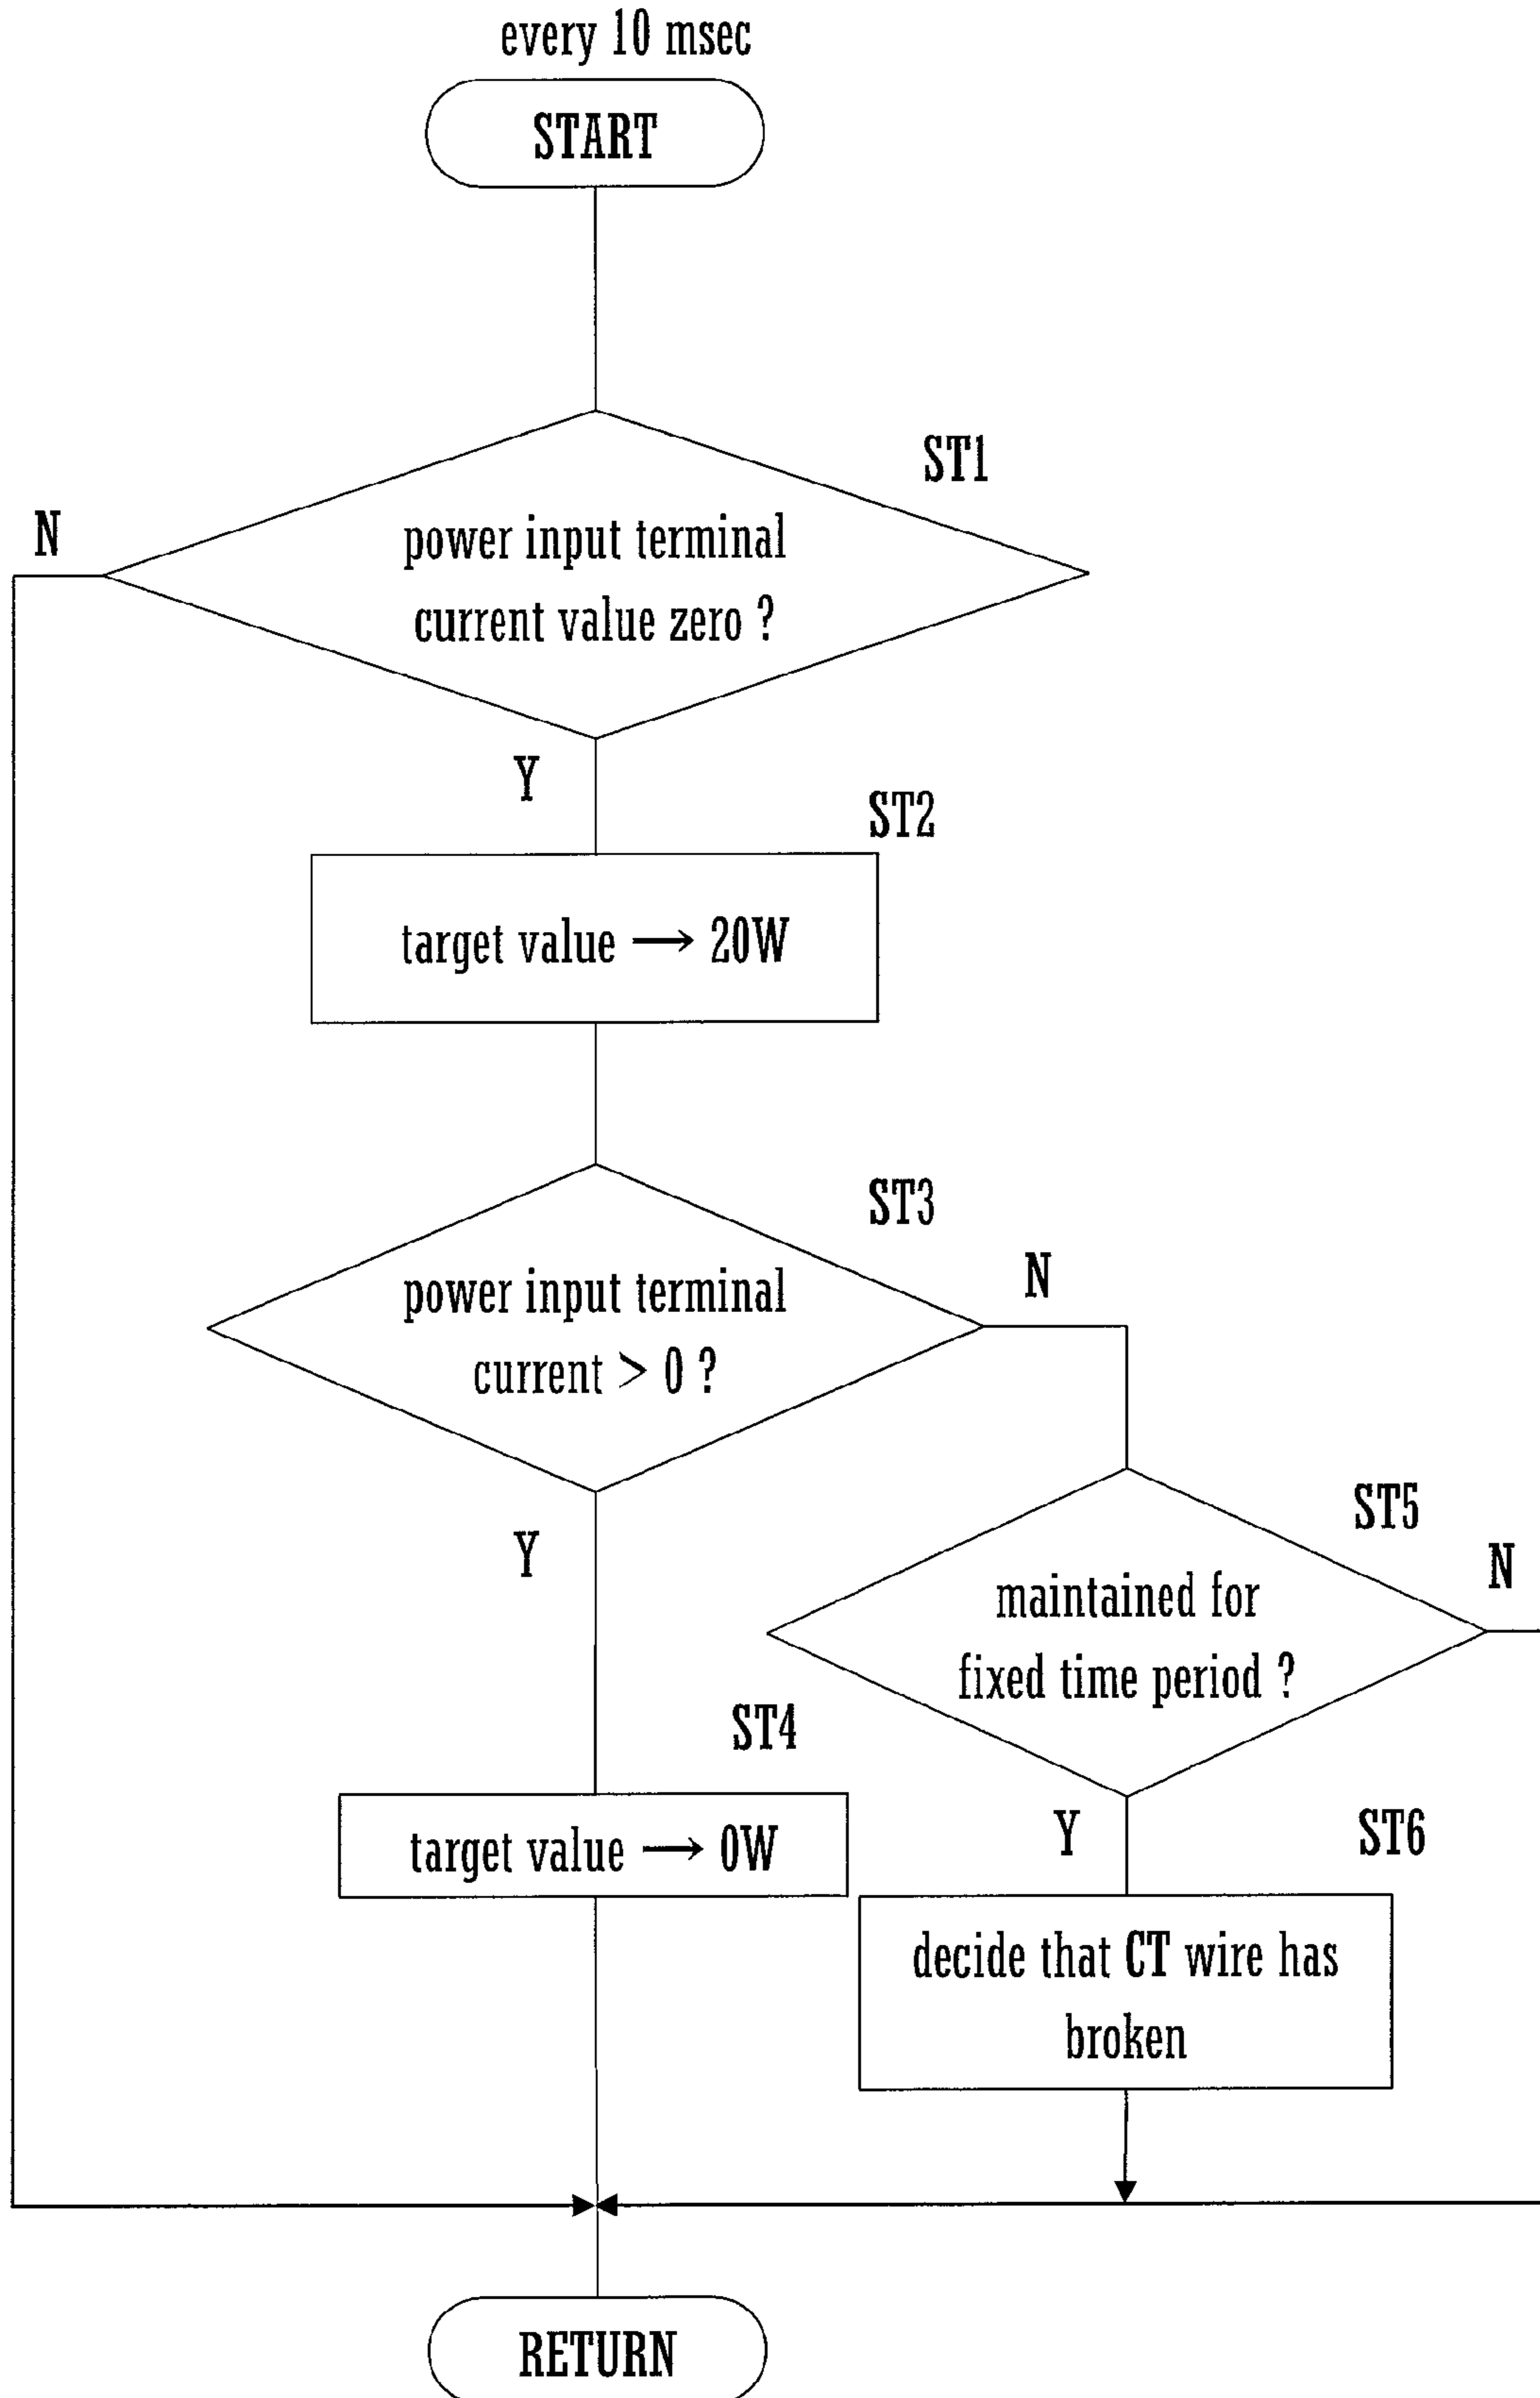 every 10 msec
START
ST1
N
power input terminal
current value zero ?
Y
ST2
target value → 20W
ST3
N
power input terminal
current > 0 ?
Y
ST5
N
maintained for
fixed time period ?
ST4
target value → 0W
Y
ST6
decide that CT wire has
broken
RETURN